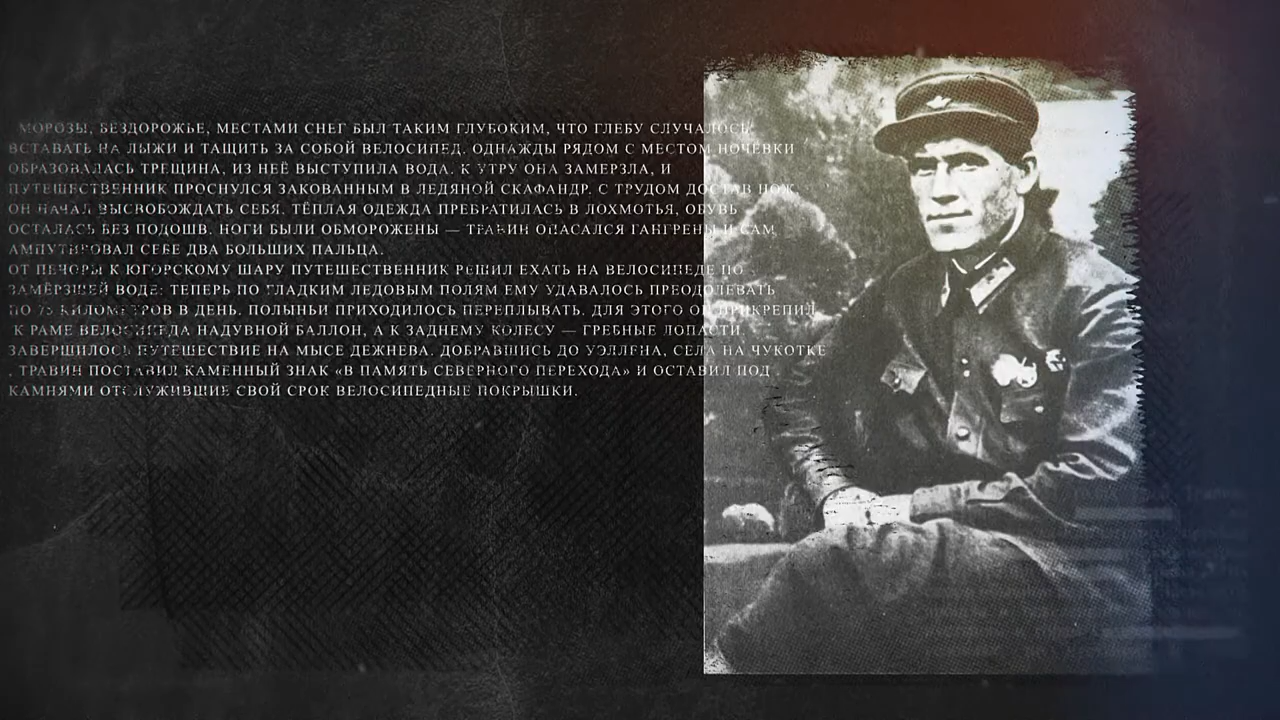 МОРОЗЫ, БЕЗДОРОЖЬЕ, МЕСТАМИ СНЕГ БЫЛ ТАКИМ ГЛУБОКИМ, ЧТО ГЛЕБУ СЛУЧАЛОСЬ
ВСТАВАТЬ НА ЛЫЖИ И ТАЩИТЬ ЗА СОБОЙ ВЕЛОСИПЕД. ОДНАЖДЫ РЯДОМ С МЕСТОМ НОЧЕВКИ
ОБРАЗОВАЛАСЬ ТРЕЩИНА, ИЗ НЕЁ ВЫСТУПИЛА ВОДА. К УТРУ ОНА ЗАМЕРЗЛА, И
ПУТЕШЕСТВЕННИК ПРОСНУЛСЯ ЗАКОВАННЫМ В ЛЕДЯНОЙ СКАФАНДР. С ТРУДОМ ДОСТАВ НОЖ,
ОН НАЧАЛ ВЫСВОБОЖДАТЬ СЕБЯ. ТЁПЛАЯ ОДЕЖДА ПРЕВРАТИЛАСЬ В ЛОХМОТЬЯ, ОБУВЬ
ОСТАЛАСЬ БЕЗ ПОДОШВ. НОГИ БЫЛИ ОБМОРОЖЕНЫ — ТРАВИН ОПАСАЛСЯ ГАНГРЕНЫ И САМ
АМПУТИРОВАЛ СЕБЕ ДВА БОЛЬШИХ ПАЛЬЦА.
ОТ ПЕЧОРЫ К ЮГОРСКОМУ ШАРУ ПУТЕШЕСТВЕННИК РЕШИЛ ЕХАТЬ НА ВЕЛОСИПЕДЕ ПО
ЗАМЁРЗШЕЙ ВОДЕ: ТЕПЕРЬ ПО ГЛАДКИМ ЛЕДОВЫМ ПОЛЯМ ЕМУ УДАВАЛОСЬ ПРЕОДОЛЕВАТЬ
ПО 75 КИЛОМЕТРОВ В ДЕНЬ. ПОЛЫНЬИ ПРИХОДИЛОСЬ ПЕРЕПЛЫВАТЬ. ДЛЯ ЭТОГО ОН ПРИКРЕПИЛ
К РАМЕ ВЕЛОСИПЕДА НАДУВНОЙ БАЛЛОН, А К ЗАДНЕМУ КОЛЕСУ — ГРЕБНЫЕ ЛОПАСТИ.
ЗАВЕРШИЛОСЬ ПУТЕШЕСТВИЕ НА МЫСЕ ДЕЖНЕВА. ДОБРАВШИСЬ ДО УЭЛЛЕНА, СЕЛА НА ЧУКОТКЕ
, ТРАВИН ПОСТАВИЛ КАМЕННЫЙ ЗНАК «В ПАМЯТЬ СЕВЕРНОГО ПЕРЕХОДА» И ОСТАВИЛ ПОД
КАМНЯМИ ОТСЛУЖИВШИЕ СВОЙ СРОК ВЕЛОСИПЕДНЫЕ ПОКРЫШКИ.